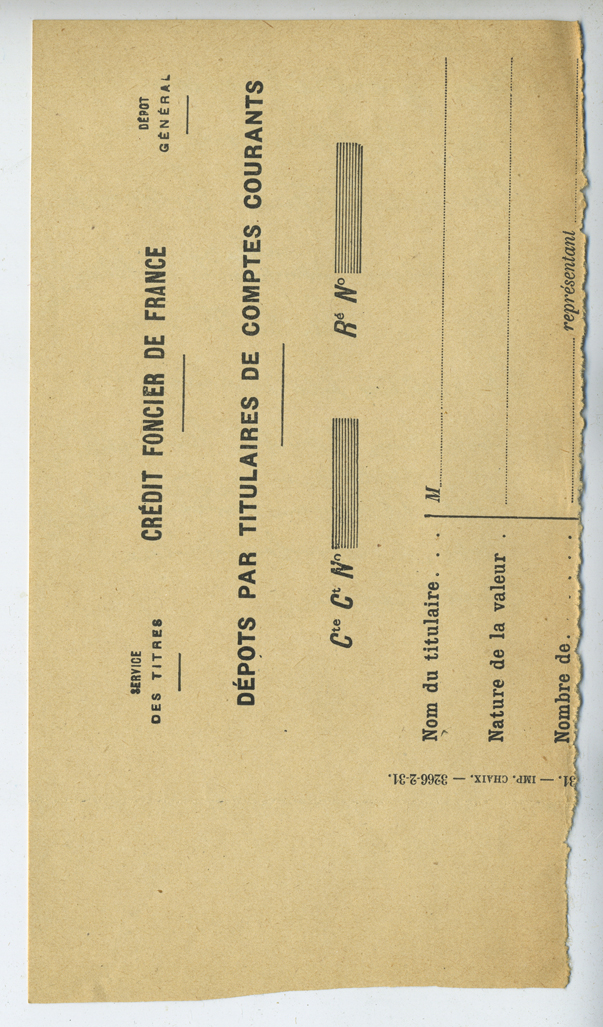 SERVICE
DES TITRES
CRÉDIT FONCIER DE FRANCE
DÉPOT
GÉNÉRAL
DÉPOTS PAR TITULAIRES DE COMPTES COURANTS
Cte Ct No Ré No
Nom du titulaire. . . . M
Nature de la valeur .
Nombre de. . . . . . représentant
31. — IMP. CHAIX. — 3266-2-31.